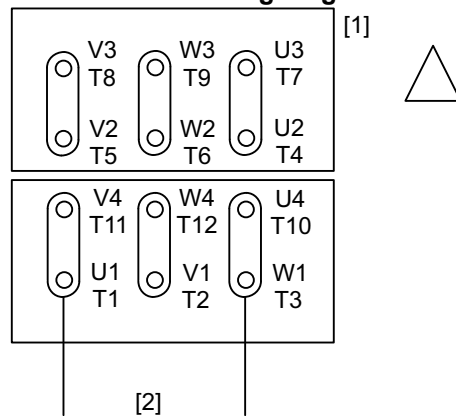 [1]
V3 W3 U3
T8 T9 T7
V2 W2 U2
T5 T6 T4
V4 W4 U4
T11 T12 T10
U1 V1 W1
T1 T2 T3
[2]